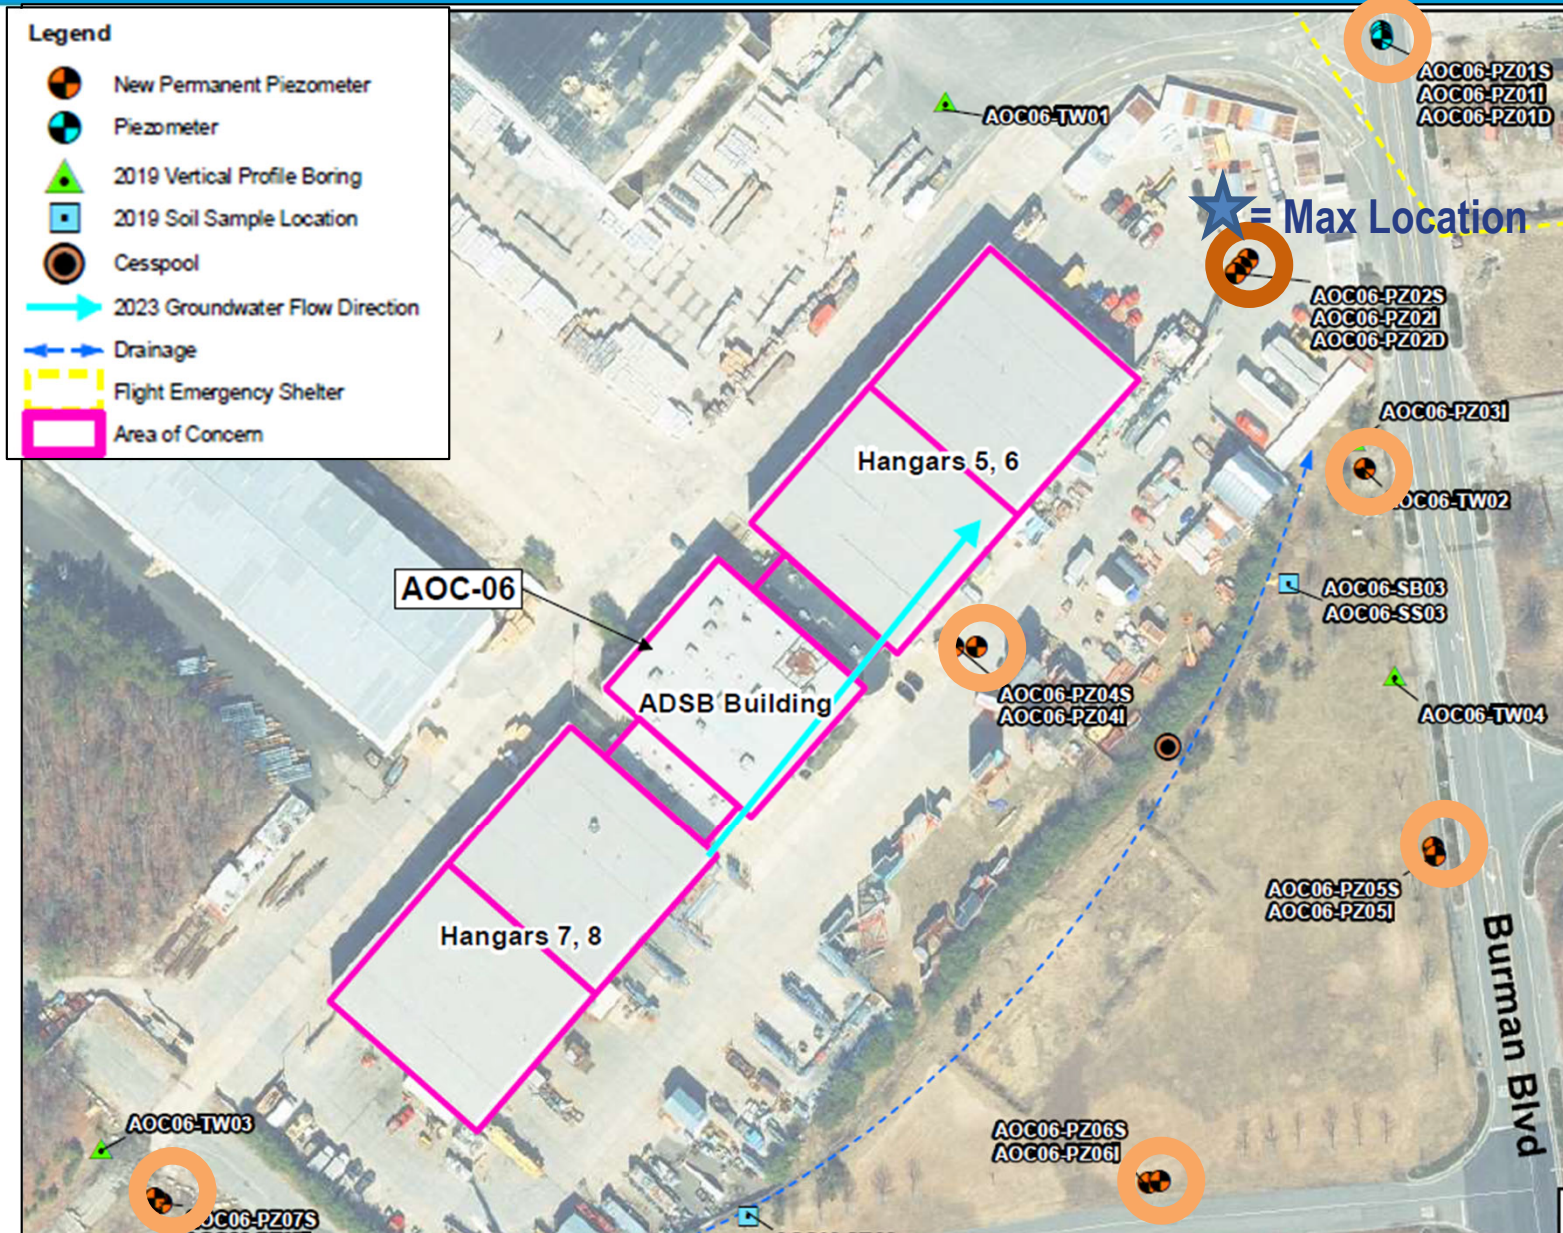 Legend
New Permanent Piezometer
Piezometer
2019 Vertical Profile Boring
2019 Soil Sample Location
Cesspool
2023 Groundwater Flow Direction
Drainage
Flight Emergency Shelter
Area of Concern
AOC06-PZ01S
AOC06-PZ01I
AOC06-PZ01D
AOC06-TW01
= Max Location
AOC06-PZ02S
AOC06-PZ02I
AOC06-PZ02D
AOC06-PZ03I
Hangars 5, 6
OC06-TW02
AOC-06
AOC06-SB03
AOC06-SS03
ADSB Building
AOC06-PZ04S
AOC06-PZ04I
AOC06-TW04
AOC06-PZ05S
AOC06-PZ05I
Hangars 7, 8
Burman Blvd
AOC06-TW03
AOC06-PZ06S
AOC06-PZ06I
OC06-PZ07S